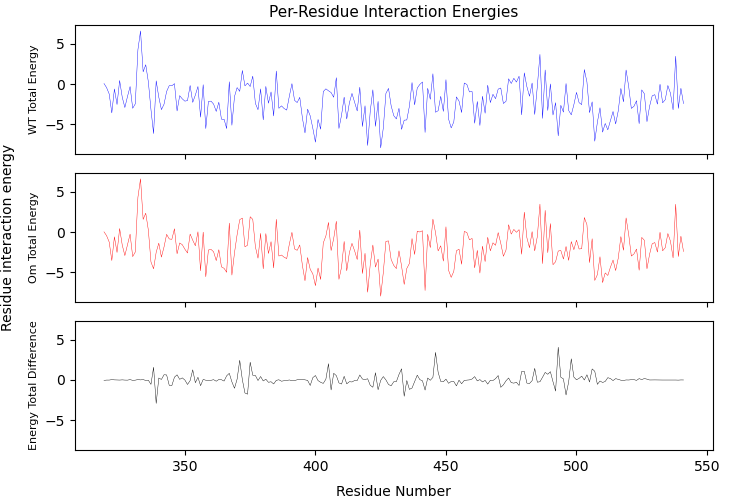 Per-Residue Interaction Energies
Residue interaction energy
WT Total Energy
5
0
−5
Om Total Energy
5
0
−5
Energy Total Difference
5
0
−5
350 400 450 500 550
Residue Number